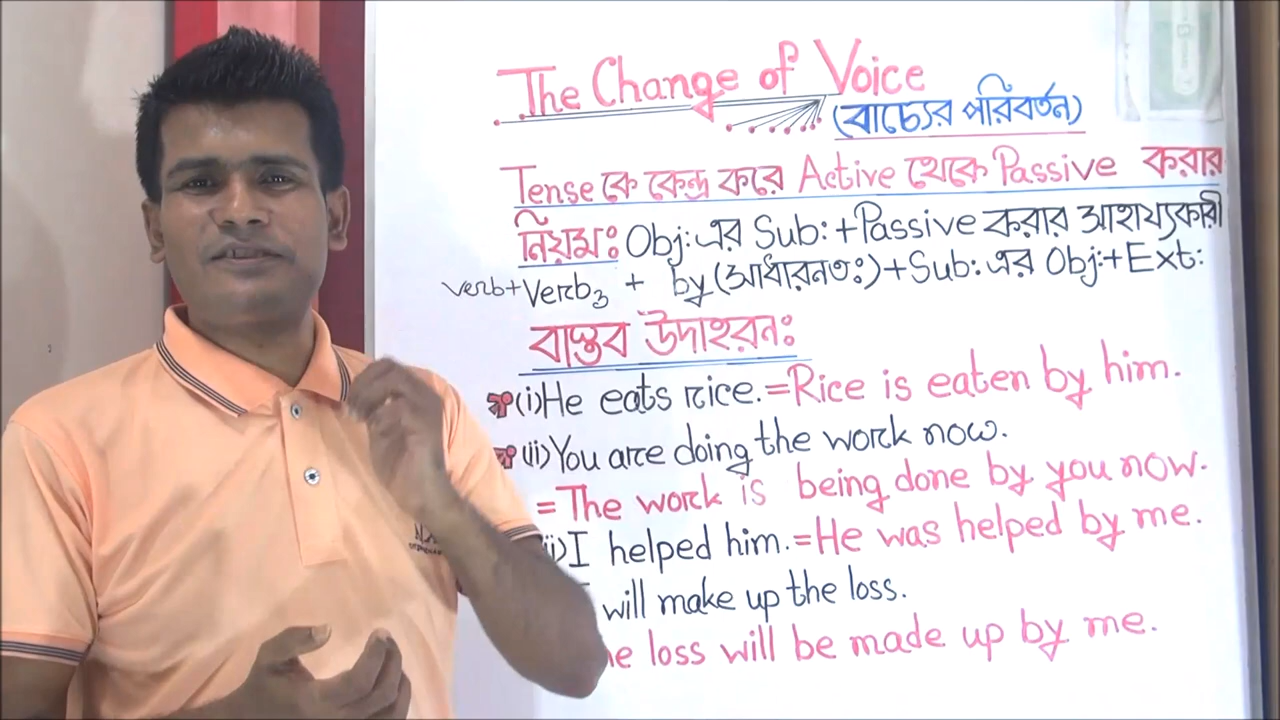 The Change of Voice
(বাচ্যের পরিবর্তন)
Tense কে কেন্দ্র করে Active থেকে Passive করার
নিয়মঃ Obj: এর Sub: + Passive করার সাহায্যকারী
verb + Verb3 + by (সাধারনতঃ) + Sub: এর Obj: + Ext:
বাস্তব উদাহরনঃ
(i) He eats rice. = Rice is eaten by him.
(ii) You are doing the work now.
= The work is being done by you now.
ii) I helped him. = He was helped by me.
will make up the loss.
loss will be made up by me.